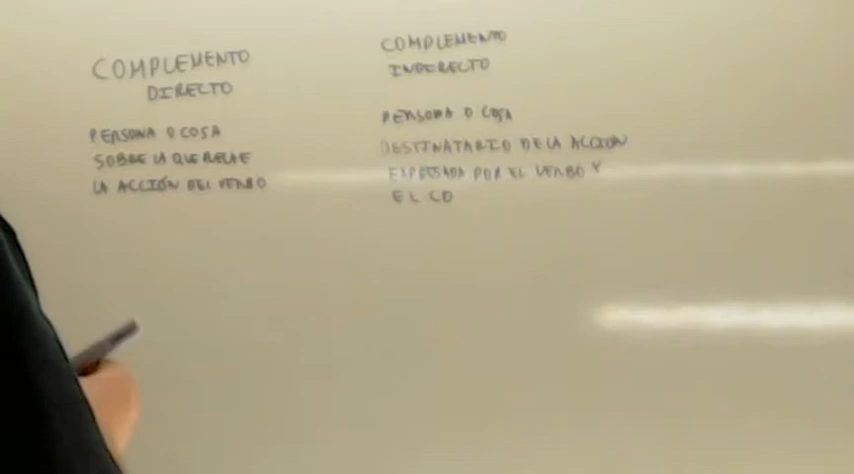 COMPLEMENTO
DIRECTO
PERSONA O COSA
SOBRE LA QUE RECAE
LA ACCIÓN DEL VERBO
COMPLEMENTO
INDIRECTO
PERSONA O COSA
DESTINATARIO DE LA ACCIÓN
EXPRESADA POR EL VERBO Y
EL CD